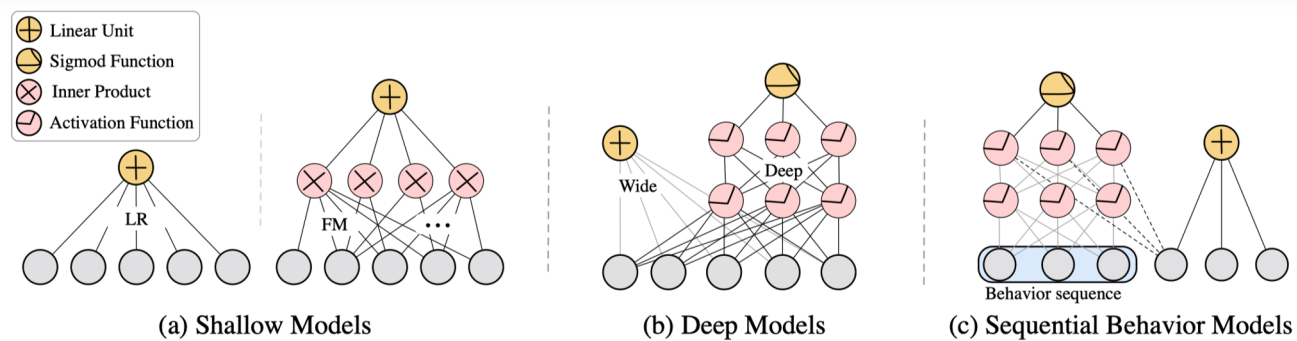 Linear Unit
Sigmod Function
Inner Product
Activation Function
LR
FM
...
Wide
Deep
Behavior sequence
(a) Shallow Models
(b) Deep Models
(c) Sequential Behavior Models